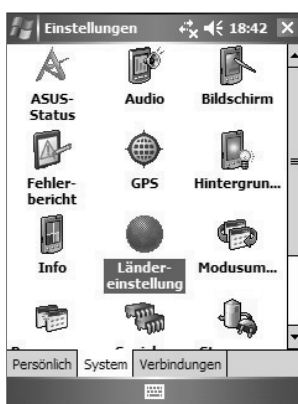 Einstellungen 18:42
ASUS-
Status
Audio
Bildschirm
Fehler-
bericht
GPS
Hintergrun...
Info
Länder-
einstellung
Modusum...
Persönlich System Verbindungen